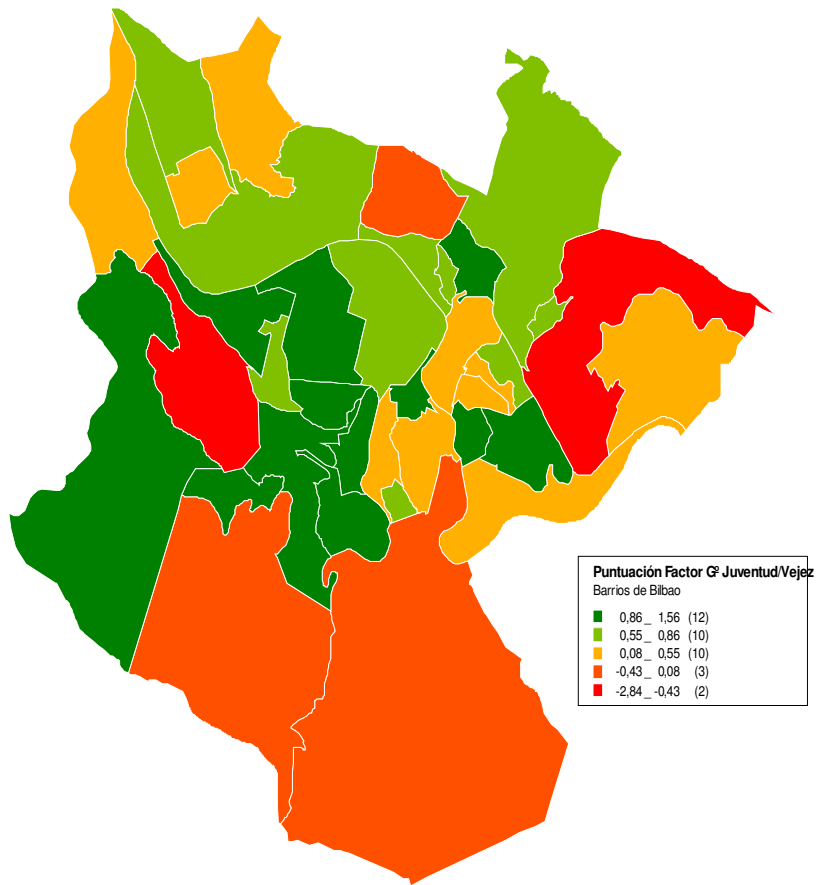 Puntuación Factor Gº Juventud/Vejez
Barrios de Bilbao
0,86 _ 1,56 (12)
0,55 _ 0,86 (10)
0,08 _ 0,55 (10)
-0,43 _ 0,08 (3)
-2,84 _ -0,43 (2)